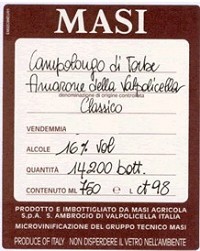 MASI
Campolongo di Torbe
Amarone della Valpolicella
denominazione di origine controllata
Classico
VENDEMMIA
ALCOLE 16% Vol
QUANTITÀ 14200 bott.
CONTENUTO ML 750 e Lt 98
PRODOTTO E IMBOTTIGLIATO DA MASI AGRICOLA
S.P.A. S. AMBROGIO DI VALPOLICELLA ITALIA
MICROVINIFICAZIONE DEL GRUPPO TECNICO MASI
PRODUCE OF ITALY NON DISPERDERE IL VETRO NELL'AMBIENTE